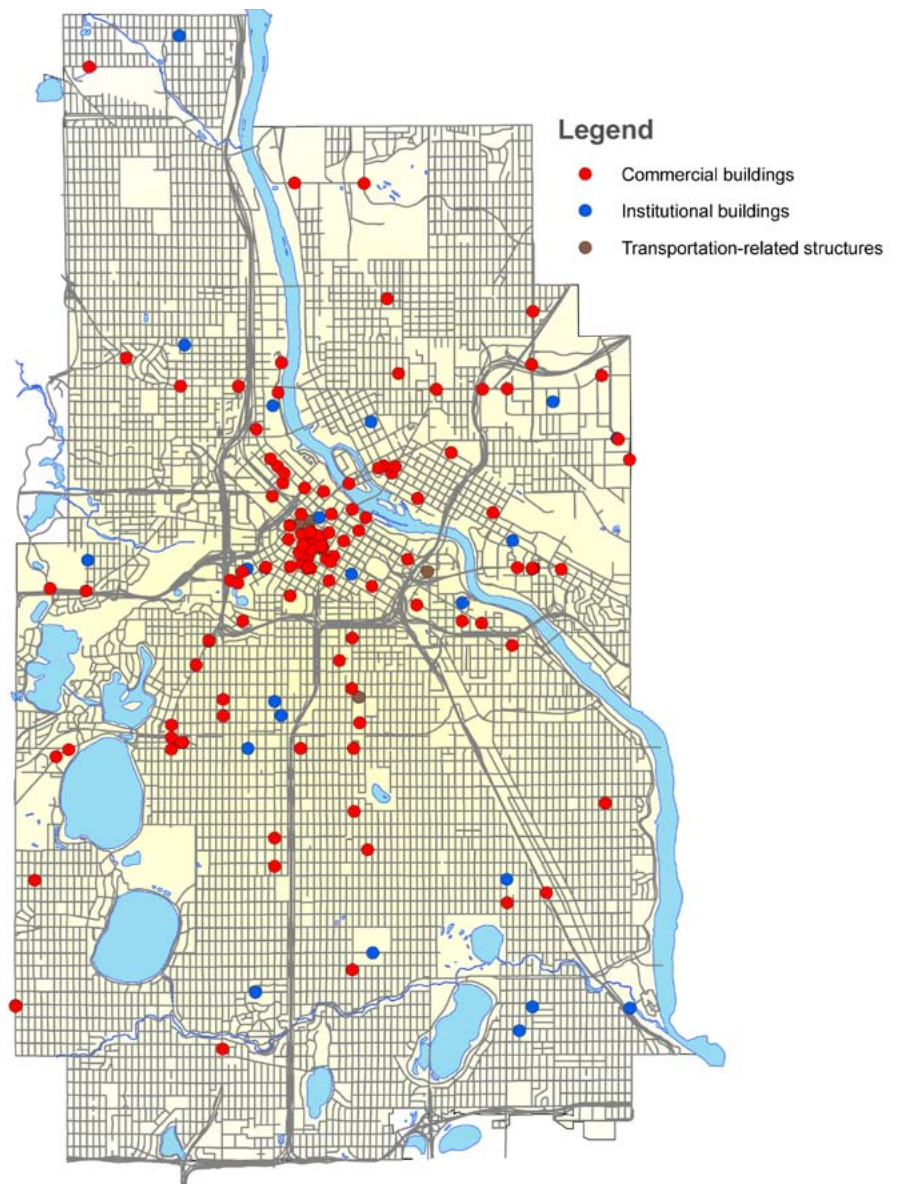 Legend
Commercial buildings
Institutional buildings
Transportation-related structures